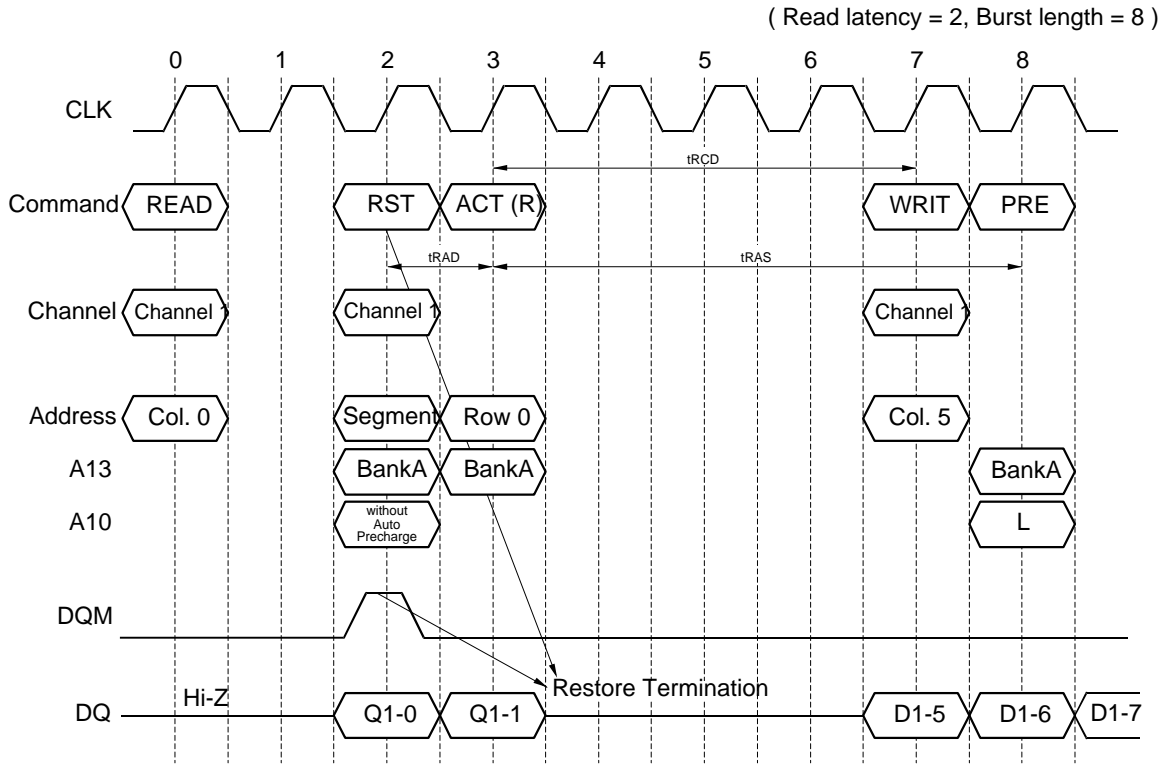 ( Read latency = 2, Burst length = 8 )
0 1 2 3 4 5 6 7 8
CLK
tRCD
Command READ RST ACT (R) WRIT PRE
tRAD tRAS
Channel Channel 1 Channel 1 Channel 1
Address Col. 0 Segment Row 0 Col. 5
A13 BankA BankA BankA
A10 without Auto Precharge L
DQM
Restore Termination
Hi-Z
DQ Q1-0 Q1-1 D1-5 D1-6 D1-7